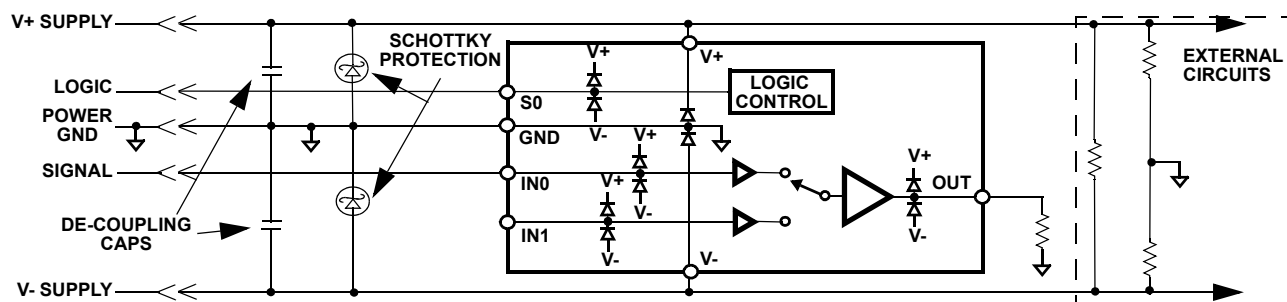 V+ SUPPLY
LOGIC
POWER
GND
SIGNAL
DE-COUPLING
CAPS
V- SUPPLY
SCHOTTKY
PROTECTION
V+
V+
LOGIC
CONTROL
S0
V-
GND
V+
IN0
V+
V-
IN1
V-
V+
OUT
V-
V-
EXTERNAL
CIRCUITS